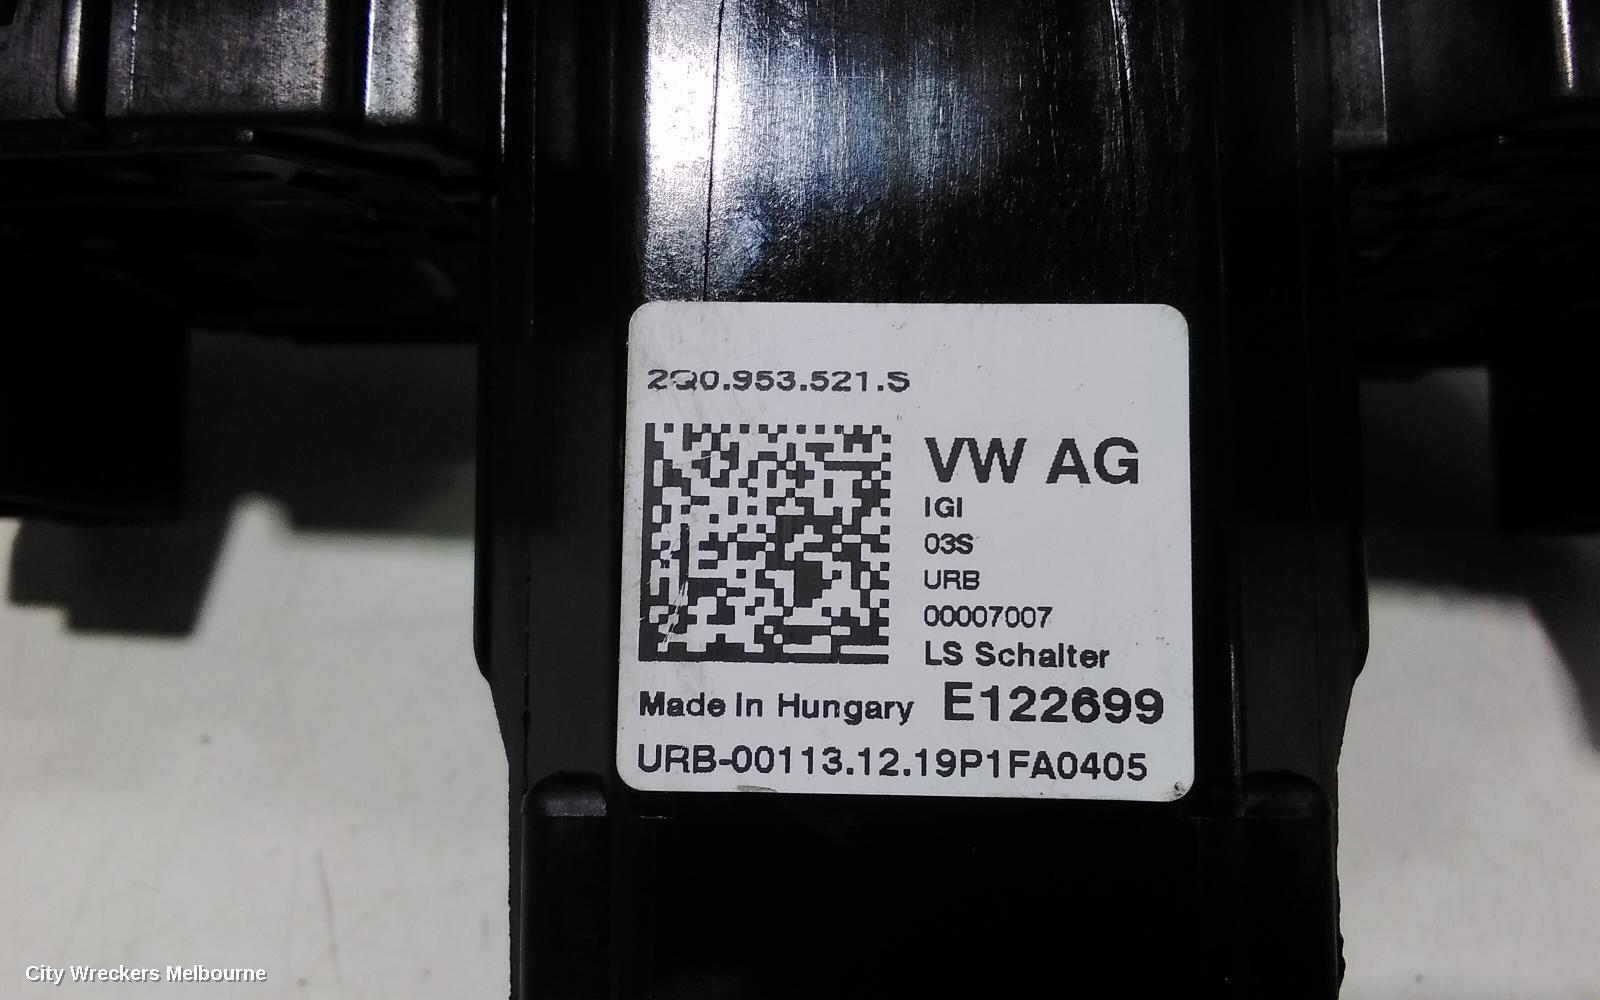 2Q0.953.521.S
VW AG
IGI
03S
URB
00007007
LS Schalter
Made In Hungary E122699
URB-00113.12.19P1FA0405
City Wreckers Melbourne